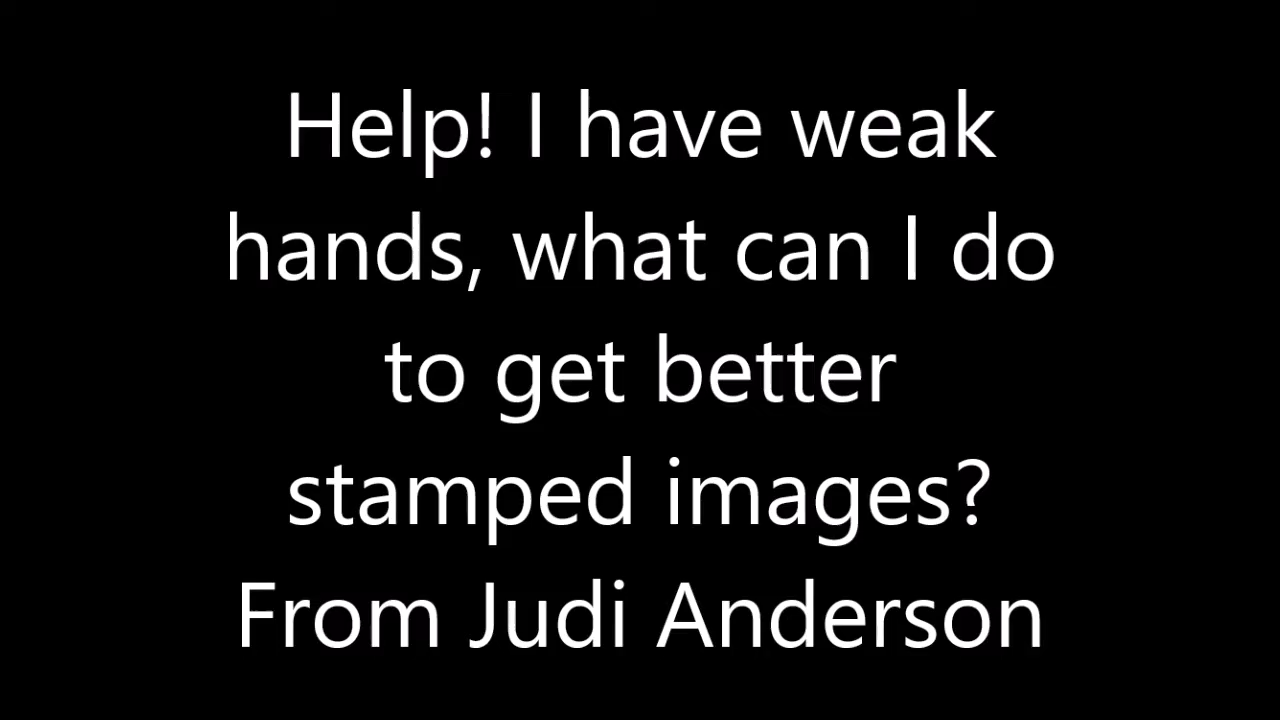 Help! I have weak
hands, what can I do
to get better
stamped images?
From Judi Anderson